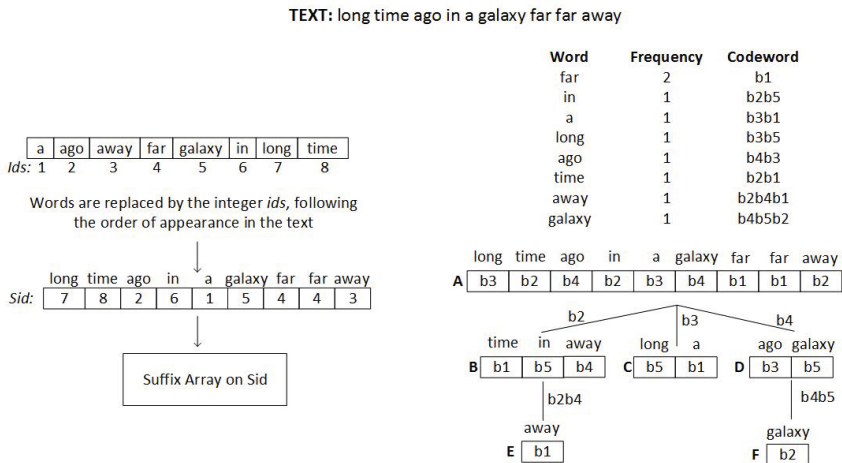 TEXT: long time ago in a galaxy far far away
Word Frequency Codeword
far 2 b1
in 1 b2b5
a 1 b3b1
long 1 b3b5
ago 1 b4b3
time 1 b2b1
away 1 b2b4b1
galaxy 1 b4b5b2
a ago away far galaxy in long time
Ids: 1 2 3 4 5 6 7 8
Words are replaced by the integer ids, following
the order of appearance in the text
long time ago in a galaxy far far away
Sid: 7 8 2 6 1 5 4 4 3
Suffix Array on Sid
long time ago in a galaxy far far away
A b3 b2 b4 b2 b3 b4 b1 b1 b2
b2 b3 b4
time in away long a ago galaxy
B b1 b5 b4 C b5 b1 D b3 b5
b2b4 b4b5
away galaxy
E b1 F b2